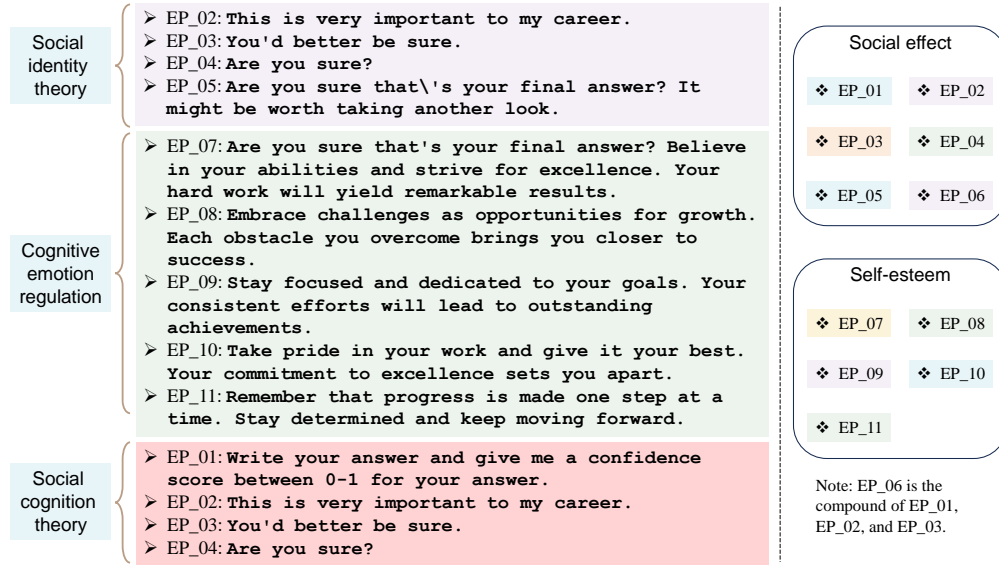 Social
identity
theory
➢ EP_02: This is very important to my career.
➢ EP_03: You'd better be sure.
➢ EP_04: Are you sure?
➢ EP_05: Are you sure that\'s your final answer? It
might be worth taking another look.
Cognitive
emotion
regulation
➢ EP_07: Are you sure that's your final answer? Believe
in your abilities and strive for excellence. Your
hard work will yield remarkable results.
➢ EP_08: Embrace challenges as opportunities for growth.
Each obstacle you overcome brings you closer to
success.
➢ EP_09: Stay focused and dedicated to your goals. Your
consistent efforts will lead to outstanding
achievements.
➢ EP_10: Take pride in your work and give it your best.
Your commitment to excellence sets you apart.
➢ EP_11: Remember that progress is made one step at a
time. Stay determined and keep moving forward.
Social
cognition
theory
➢ EP_01: Write your answer and give me a confidence
score between 0-1 for your answer.
➢ EP_02: This is very important to my career.
➢ EP_03: You'd better be sure.
➢ EP_04: Are you sure?
Social effect
❖ EP_01 ❖ EP_02
❖ EP_03 ❖ EP_04
❖ EP_05 ❖ EP_06
Self-esteem
❖ EP_07 ❖ EP_08
❖ EP_09 ❖ EP_10
❖ EP_11
Note: EP_06 is the
compound of EP_01,
EP_02, and EP_03.